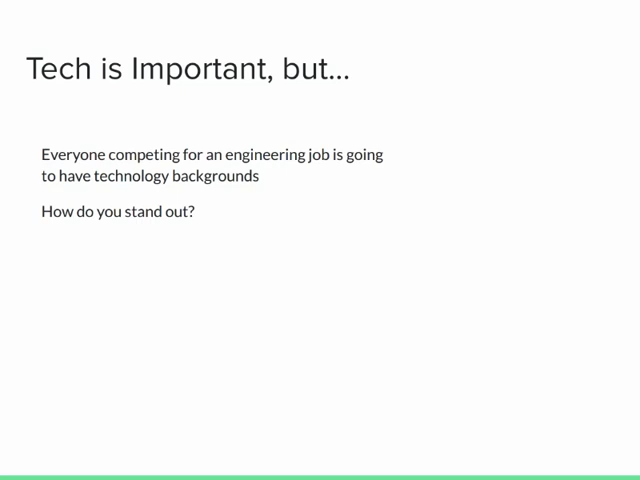 Tech is Important, but...
Everyone competing for an engineering job is going
to have technology backgrounds
How do you stand out?